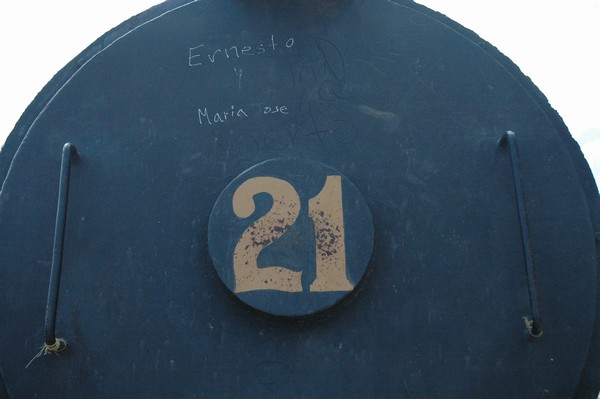 Ernesto
y
Maria ose
21